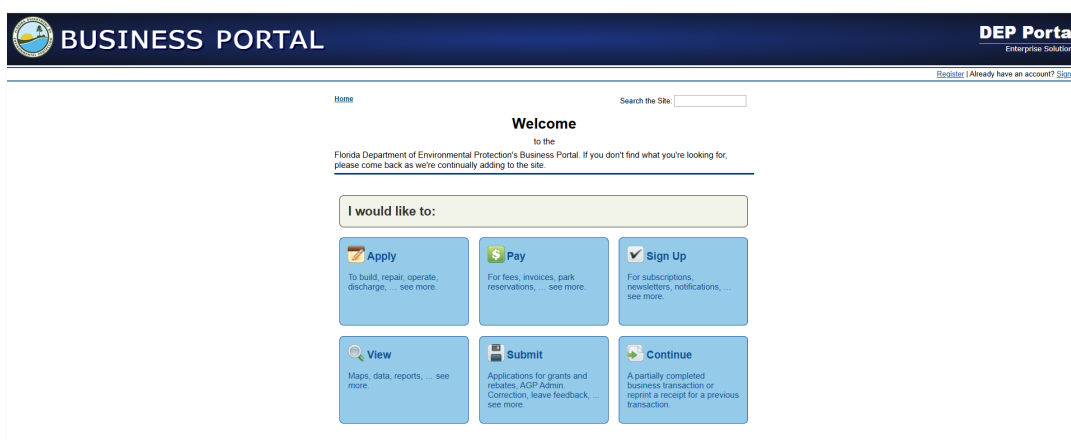 BUSINESS PORTAL
DEP Porta
Enterprise Solution
Register | Already have an account? Sign
Home
Search the Site:
Welcome
to the
Florida Department of Environmental Protection's Business Portal. If you don't find what you're looking for,
please come back as we're continually adding to the site.
I would like to:
Apply
To build, repair, operate,
discharge, ... see more.
Pay
For fees, invoices, park
reservations, ... see more.
Sign Up
For subscriptions,
newsletters, notifications, ...
see more.
View
Maps, data, reports, ... see
more.
Submit
Applications for grants and
rebates, AGP Admin.
Correction, leave feedback, ...
see more.
Continue
A partially completed
business transaction or
reprint a receipt for a previous
transaction.